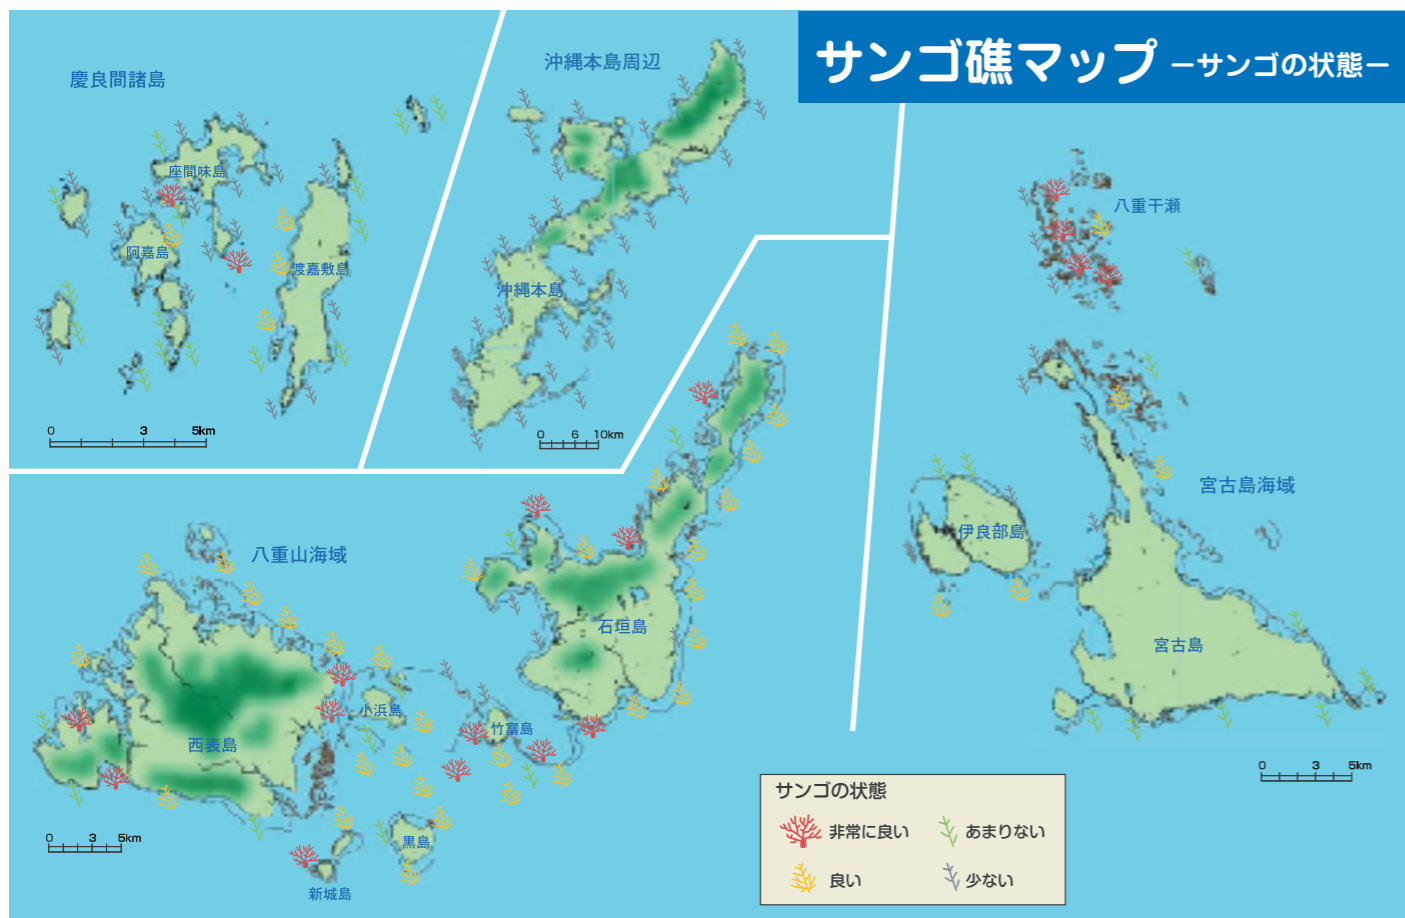 サンゴ礁マップ －サンゴの状態－
慶良間諸島
座間味島
阿嘉島
渡嘉敷島
0 3 5km
沖縄本島周辺
沖縄本島
0 6 10km
八重干瀬
宮古島海域
伊良部島
宮古島
0 3 5km
八重山海域
石垣島
小浜島
竹富島
西表島
黒島
新城島
0 3 5km
サンゴの状態
非常に良い
あまりない
良い
少ない